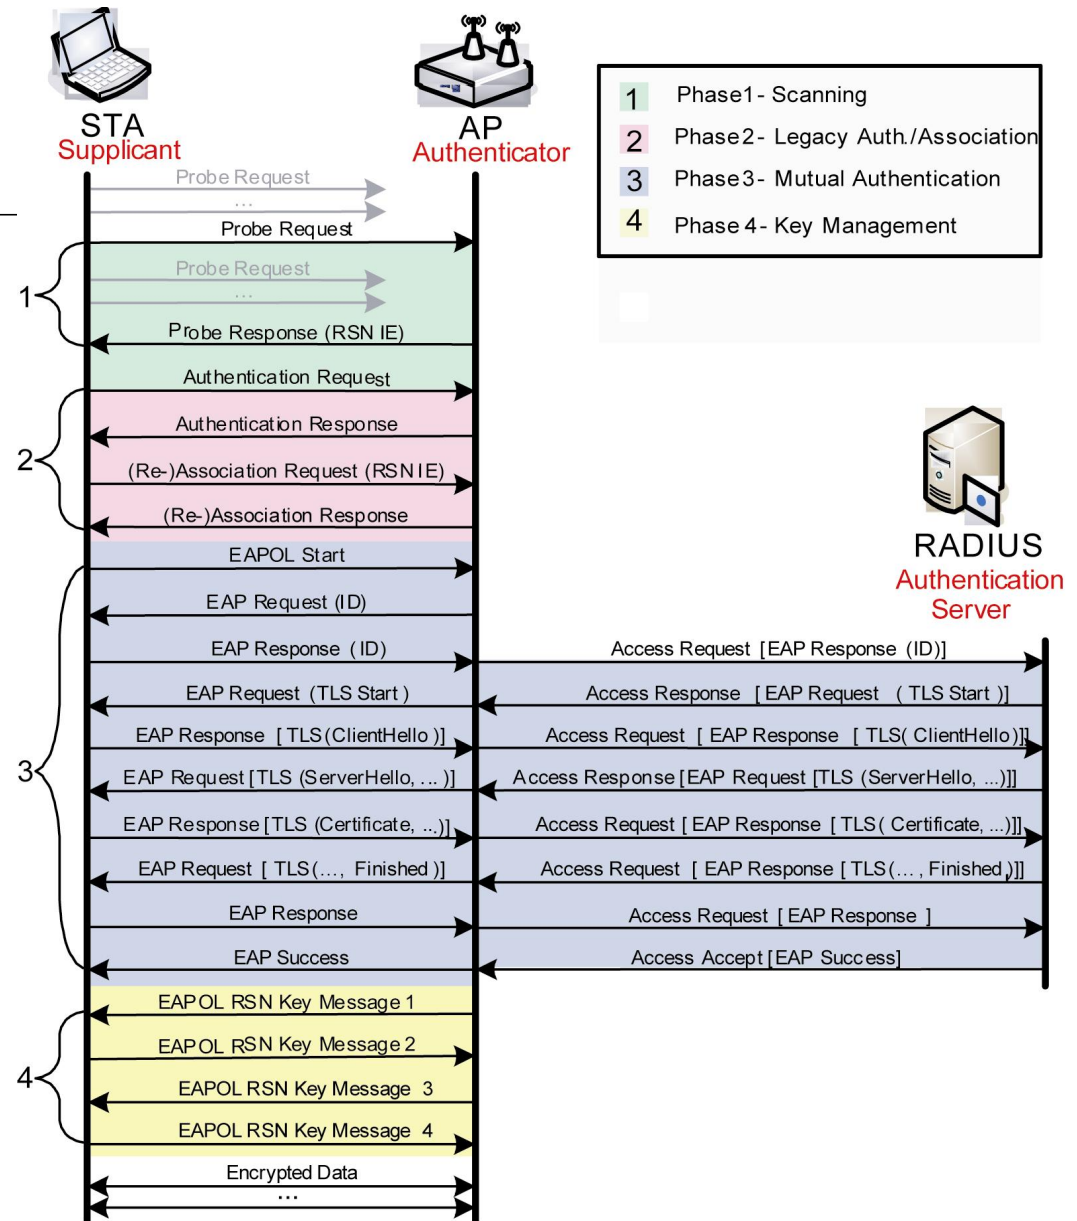 STA
Supplicant
AP
Authenticator
1 Phase1- Scanning
2 Phase2- Legacy Auth./Association
3 Phase3- Mutual Authentication
4 Phase 4- Key Management
Probe Request
...
Probe Request
Probe Request
...
1
Probe Response (RSN IE)
Authentication Request
Authentication Response
2
(Re-)Association Request (RSN IE)
(Re-)Association Response
RADIUS
Authentication
Server
EAPOL Start
EAP Request (ID)
EAP Response (ID)
Access Request [EAP Response (ID)]
EAP Request (TLS Start)
Access Response [EAP Request (TLS Start)]
EAP Response [TLS(ClientHello)]
Access Request [EAP Response [TLS(ClientHello)]]
3
EAP Request [TLS (ServerHello, ...)]
Access Response [EAP Request [TLS (ServerHello, ...)]]
EAP Response [TLS (Certificate, ...)]
Access Request [EAP Response [TLS(Certificate, ...)]]
EAP Request [TLS(..., Finished)]
Access Request [EAP Response [TLS(..., Finished,)]]
EAP Response
Access Request [EAP Response]
EAP Success
Access Accept [EAP Success]
EAPOL RSN Key Message 1
EAPOL RSN Key Message 2
4
EAPOL RSN Key Message 3
EAPOL RSN Key Message 4
Encrypted Data
...